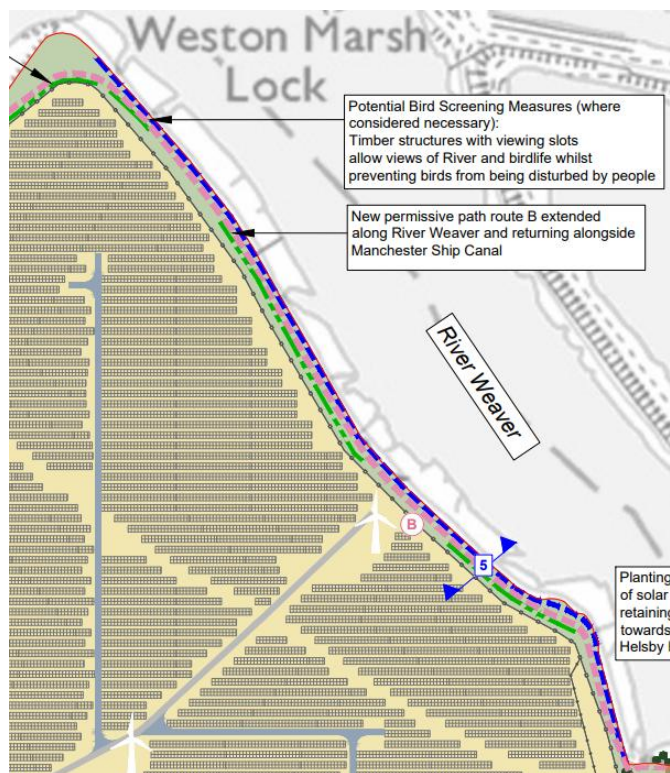 Weston Marsh
Lock
Potential Bird Screening Measures (where
considered necessary):
Timber structures with viewing slots
allow views of River and birdlife whilst
preventing birds from being disturbed by people
New permissive path route B extended
along River Weaver and returning alongside
Manchester Ship Canal
River Weaver
B
5
Planting
of solar
retaining
towards
Helsby